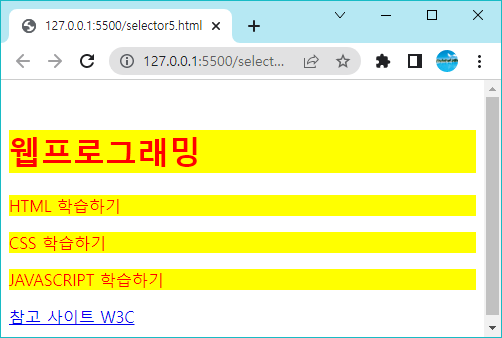 127.0.0.1:5500/selector5.html
127.0.0.1:5500/select...
웹프로그래밍
HTML 학습하기
CSS 학습하기
JAVASCRIPT 학습하기
참고 사이트 W3C